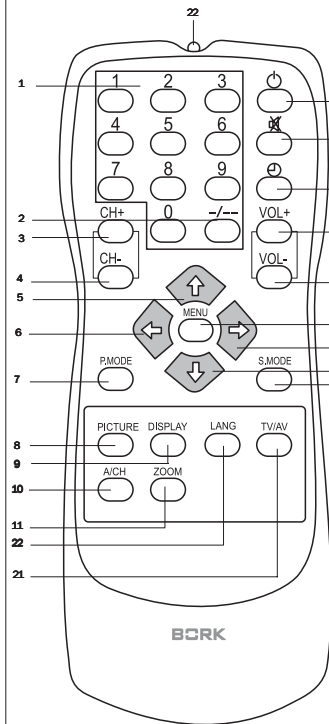 22
1
1 2 3
4 5 6
7 8 9
2
CH+ 0 -/-- VOL+
3
CH- VOL-
4
5
MENU
6
P.MODE S.MODE
7
PICTURE DISPLAY LANG TV/AV
8
9
A/CH ZOOM
10
11
22
21
BORK